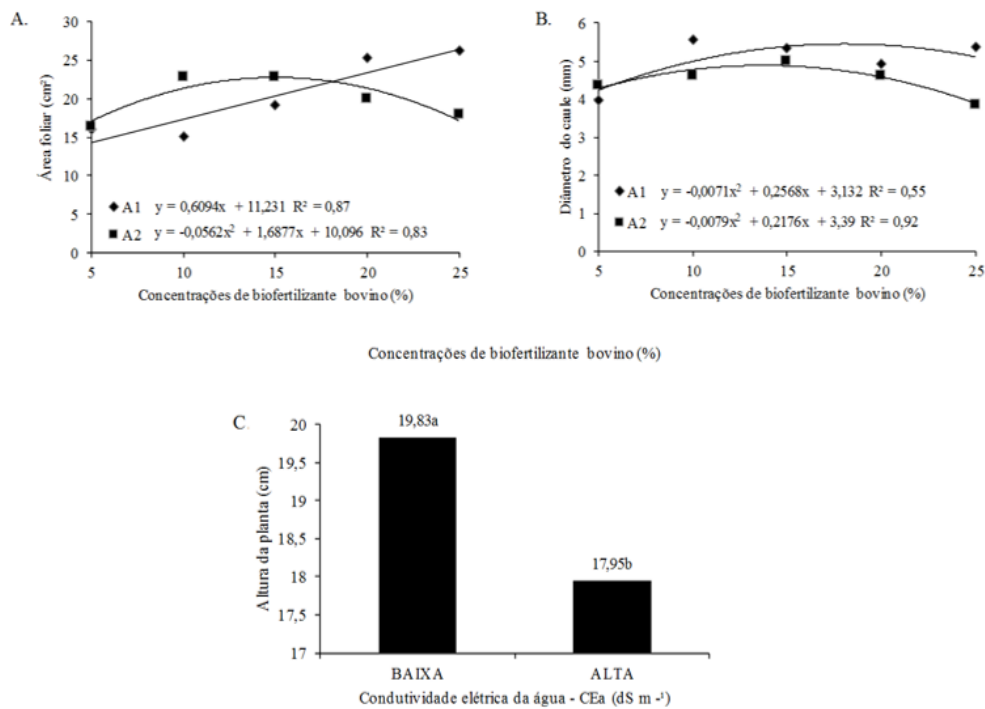 A.
30
25
20
15
10
5
0
Área foliar (cm²)
A1 y = 0,6094x + 11,231 R² = 0,87
A2 y = -0,0562x² + 1,6877x + 10,096 R² = 0,83
5 10 15 20 25
Concentrações de biofertilizante bovino (%)
B.
6
5
4
3
2
1
0
Diâmetro do caule (mm)
A1 y = -0,0071x² + 0,2568x + 3,132 R² = 0,55
A2 y = -0,0079x² + 0,2176x + 3,39 R² = 0,92
5 10 15 20 25
Concentrações de biofertilizante bovino (%)
Concentrações de biofertilizante bovino (%)
C.
20
19,5
19
18,5
18
17,5
17
Altura da planta (cm)
19,83a
17,95b
BAIXA ALTA
Condutividade elétrica da água - CEa (dS m -¹)